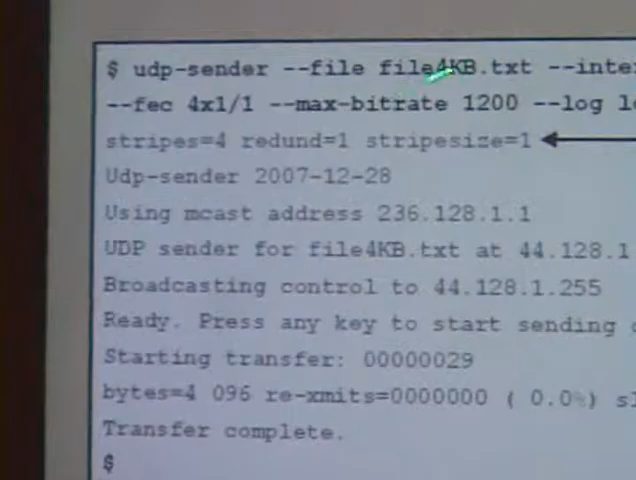 $ udp-sender --file file4KB.txt
--fec 4x1/1 --max-bitrate 1200 --log
stripes=4 redund=1 stripesize=1
Udp-sender 2007-12-28
Using mcast address 236.128.1.1
UDP sender for file4KB.txt at 44.128.1
Broadcasting control to 44.128.1.255
Ready. Press any key to start sending
Starting transfer: 00000029
bytes=4 096 re-xmits=0000000 ( 0.0%)
Transfer complete.
$